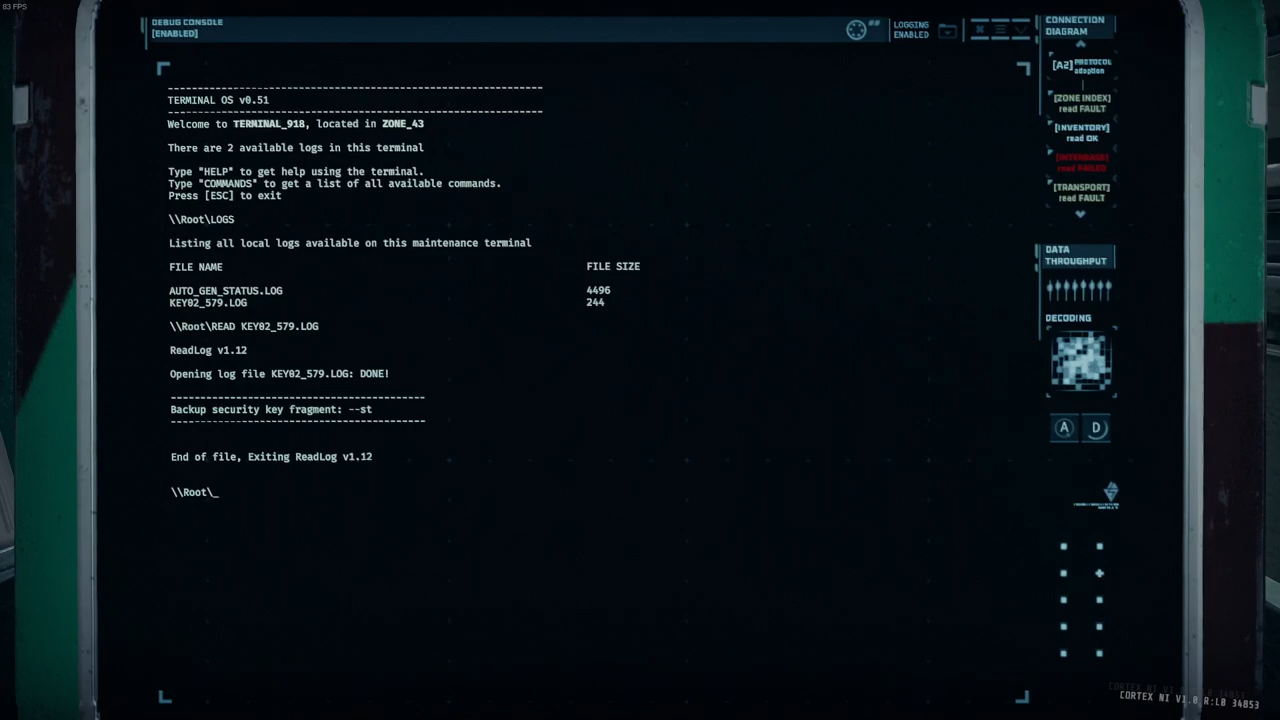 83 FPS
DEBUG CONSOLE
[ENABLED]
LOGGING
ENABLED
CONNECTION
DIAGRAM
[A2] PROTOCOL
adoption
[ZONE INDEX]
read FAULT
[INVENTORY]
read OK
read FAILED
[TRANSPORT]
read FAULT
DATA
THROUGHPUT
DECODING
A D
------------------------------------------------------------
TERMINAL OS v0.51
------------------------------------------------------------
Welcome to TERMINAL_918, located in ZONE_43
There are 2 available logs in this terminal
Type "HELP" to get help using the terminal.
Type "COMMANDS" to get a list of all available commands.
Press [ESC] to exit
\\Root\LOGS
Listing all local logs available on this maintenance terminal
FILE NAME FILE SIZE
AUTO_GEN_STATUS.LOG 4496
KEY02_579.LOG 244
\\Root\READ KEY02_579.LOG
ReadLog v1.12
Opening log file KEY02_579.LOG: DONE!
-----------------------------------------
Backup security key fragment: --st
-----------------------------------------
End of file, Exiting ReadLog v1.12
\\Root\_
CORTEX NI V1.0 R:L0 34853